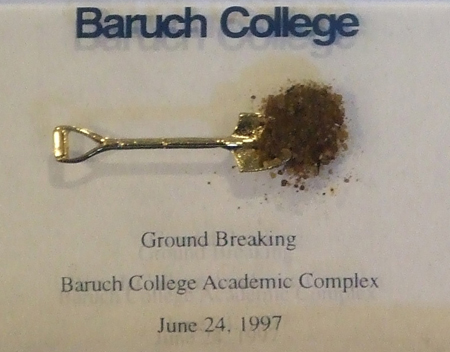 Baruch College
Ground Breaking
Baruch College Academic Complex
June 24, 1997